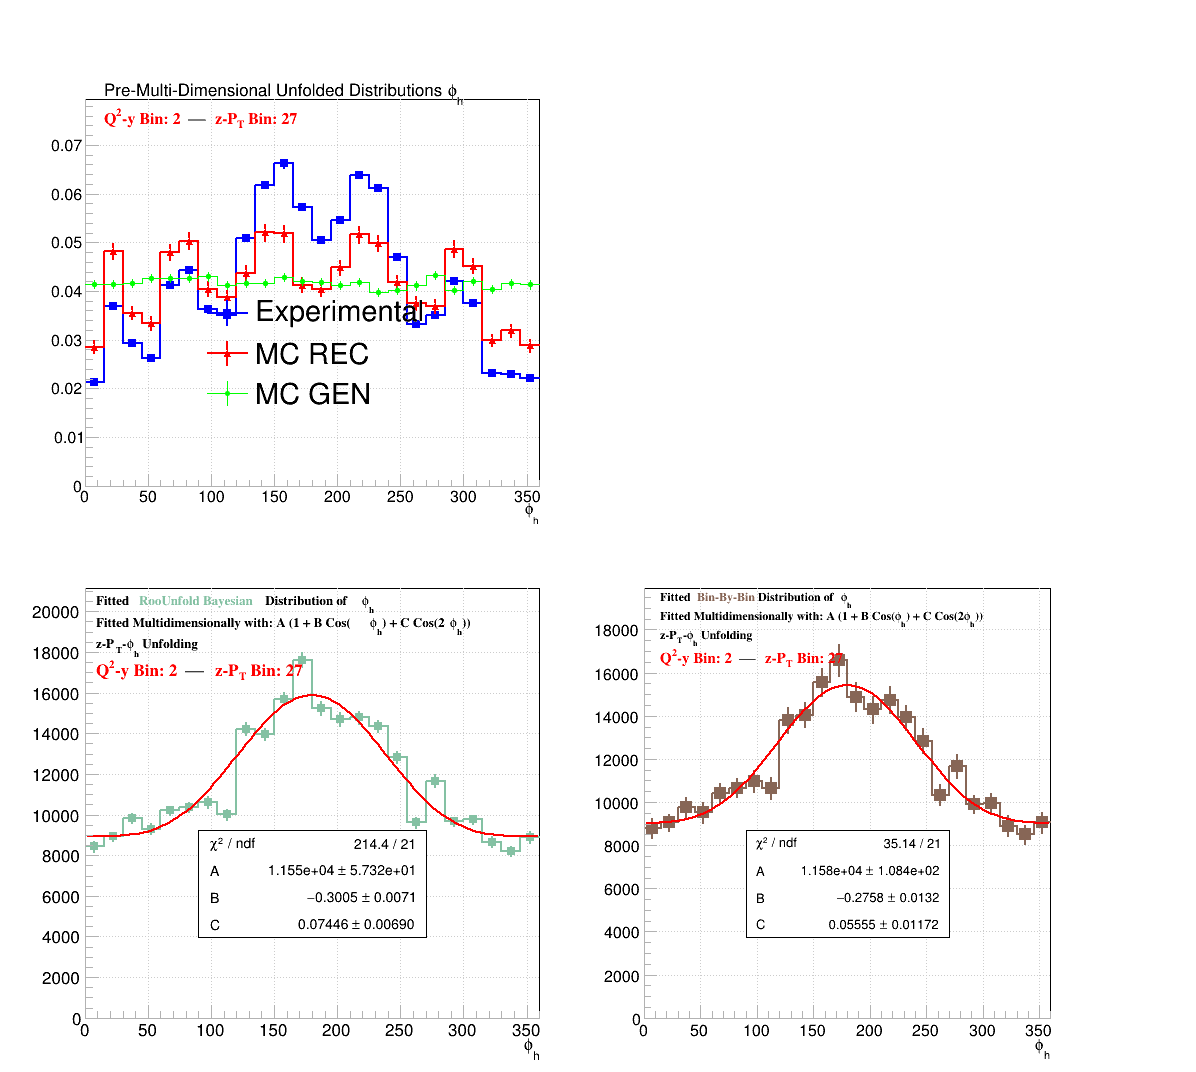 Pre-Multi-Dimensional Unfolded Distributions ϕh
Q2-y Bin: 2 — z-PT Bin: 27
0.07
0.06
0.05
0.04
0.03
0.02
0.01
0
Experimental
MC REC
MC GEN
0 50 100 150 200 250 300 350
ϕh
Fitted RooUnfold Bayesian Distribution of ϕh
Fitted Multidimensionally with: A (1 + B Cos( ϕh) + C Cos(2 ϕh))
z-PT-ϕh Unfolding
Q2-y Bin: 2 — z-PT Bin: 27
20000
18000
16000
14000
12000
10000
8000
6000
4000
2000
0
χ2 / ndf 214.4 / 21
A 1.155e+04 ± 5.732e+01
B −0.3005 ± 0.0071
C 0.07446 ± 0.00690
0 50 100 150 200 250 300 350
ϕh
Fitted Bin-By-Bin Distribution of ϕh
Fitted Multidimensionally with: A (1 + B Cos(ϕh) + C Cos(2ϕh))
z-PT-ϕh Unfolding
Q2-y Bin: 2 — z-PT Bin: 27
18000
16000
14000
12000
10000
8000
6000
4000
2000
0
χ2 / ndf 35.14 / 21
A 1.158e+04 ± 1.084e+02
B −0.2758 ± 0.0132
C 0.05555 ± 0.01172
0 50 100 150 200 250 300 350
ϕh